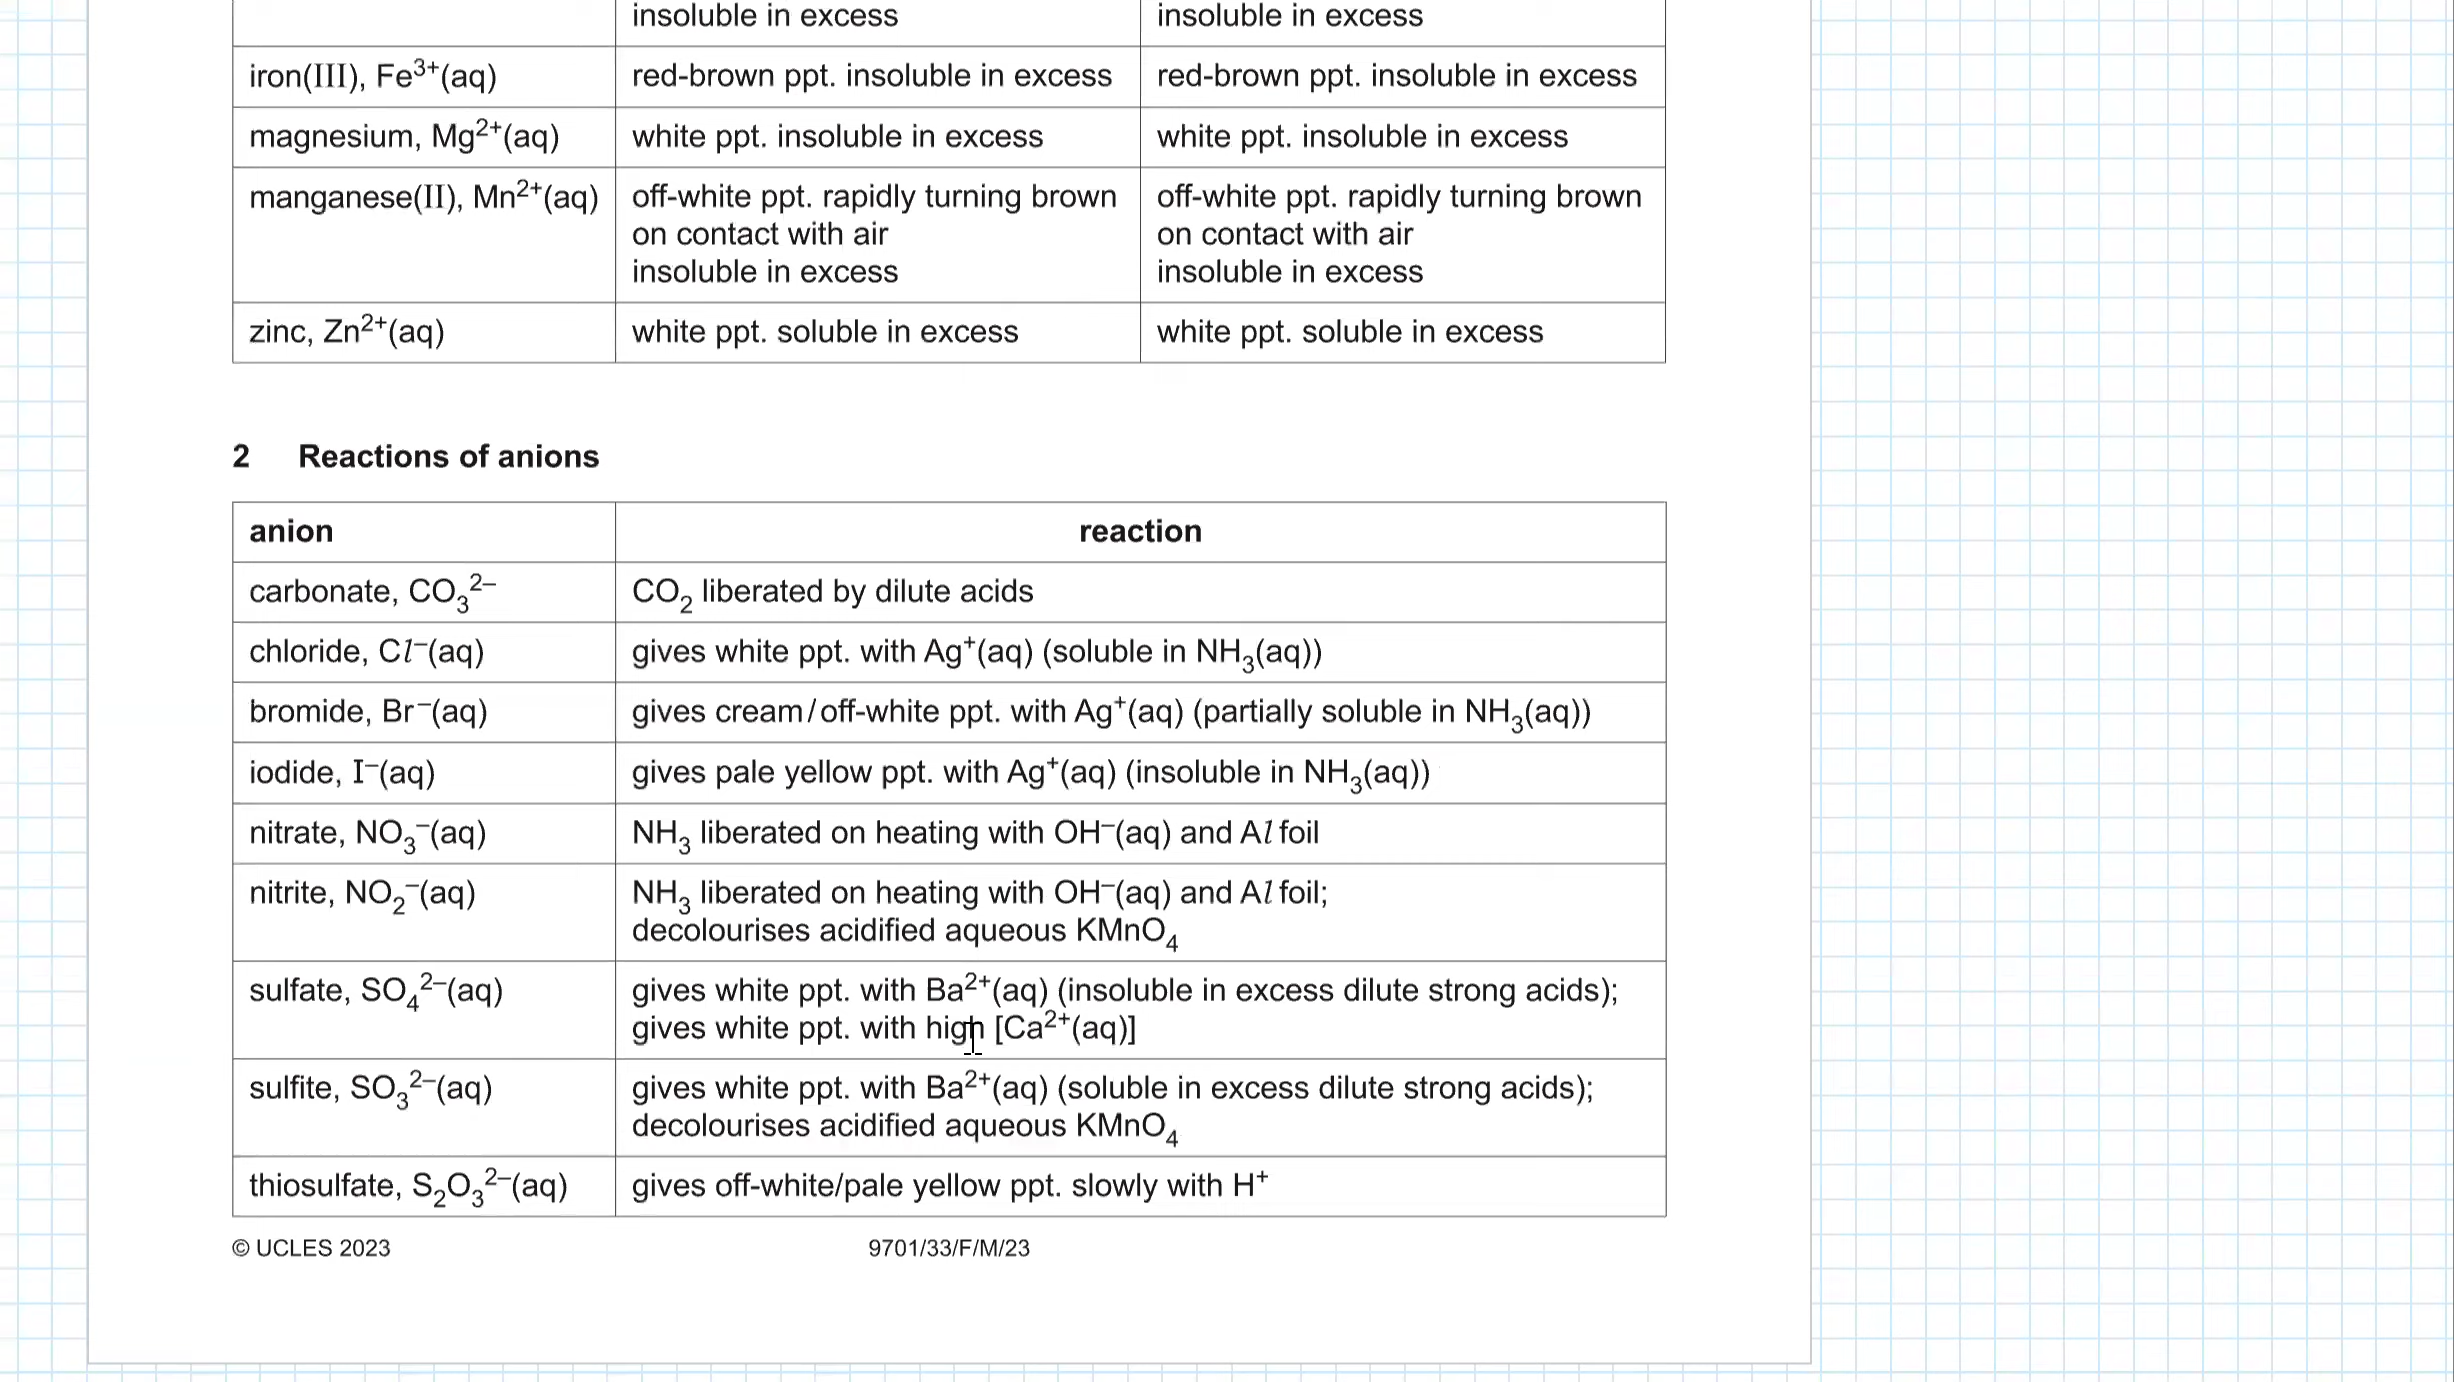 insoluble in excess insoluble in excess
iron(III), Fe³⁺(aq) red-brown ppt. insoluble in excess red-brown ppt. insoluble in excess
magnesium, Mg²⁺(aq) white ppt. insoluble in excess white ppt. insoluble in excess
manganese(II), Mn²⁺(aq) off-white ppt. rapidly turning brown off-white ppt. rapidly turning brown
on contact with air on contact with air
insoluble in excess insoluble in excess
zinc, Zn²⁺(aq) white ppt. soluble in excess white ppt. soluble in excess
2 Reactions of anions
anion reaction
carbonate, CO₃²⁻ CO₂ liberated by dilute acids
chloride, Cl⁻(aq) gives white ppt. with Ag⁺(aq) (soluble in NH₃(aq))
bromide, Br⁻(aq) gives cream/off-white ppt. with Ag⁺(aq) (partially soluble in NH₃(aq))
iodide, I⁻(aq) gives pale yellow ppt. with Ag⁺(aq) (insoluble in NH₃(aq))
nitrate, NO₃⁻(aq) NH₃ liberated on heating with OH⁻(aq) and Al foil
nitrite, NO₂⁻(aq) NH₃ liberated on heating with OH⁻(aq) and Al foil;
decolourises acidified aqueous KMnO₄
sulfate, SO₄²⁻(aq) gives white ppt. with Ba²⁺(aq) (insoluble in excess dilute strong acids);
gives white ppt. with high [Ca²⁺(aq)]
sulfite, SO₃²⁻(aq) gives white ppt. with Ba²⁺(aq) (soluble in excess dilute strong acids);
decolourises acidified aqueous KMnO₄
thiosulfate, S₂O₃²⁻(aq) gives off-white/pale yellow ppt. slowly with H⁺
© UCLES 2023 9701/33/F/M/23